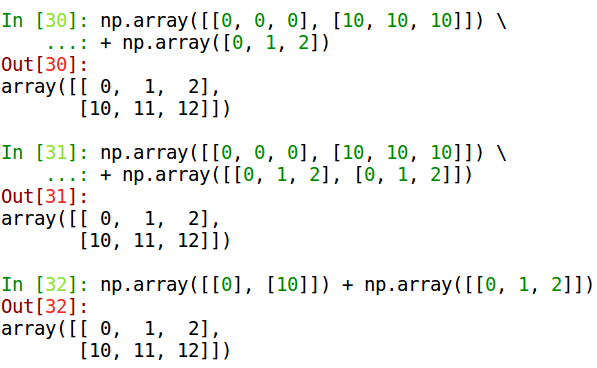 In [30]: np.array([[0, 0, 0], [10, 10, 10]]) \
    ...: + np.array([0, 1, 2])
Out[30]:
array([[ 0,  1,  2],
       [10, 11, 12]])

In [31]: np.array([[0, 0, 0], [10, 10, 10]]) \
    ...: + np.array([[0, 1, 2], [0, 1, 2]])
Out[31]:
array([[ 0,  1,  2],
       [10, 11, 12]])

In [32]: np.array([[0], [10]]) + np.array([[0, 1, 2]])
Out[32]:
array([[ 0,  1,  2],
       [10, 11, 12]])